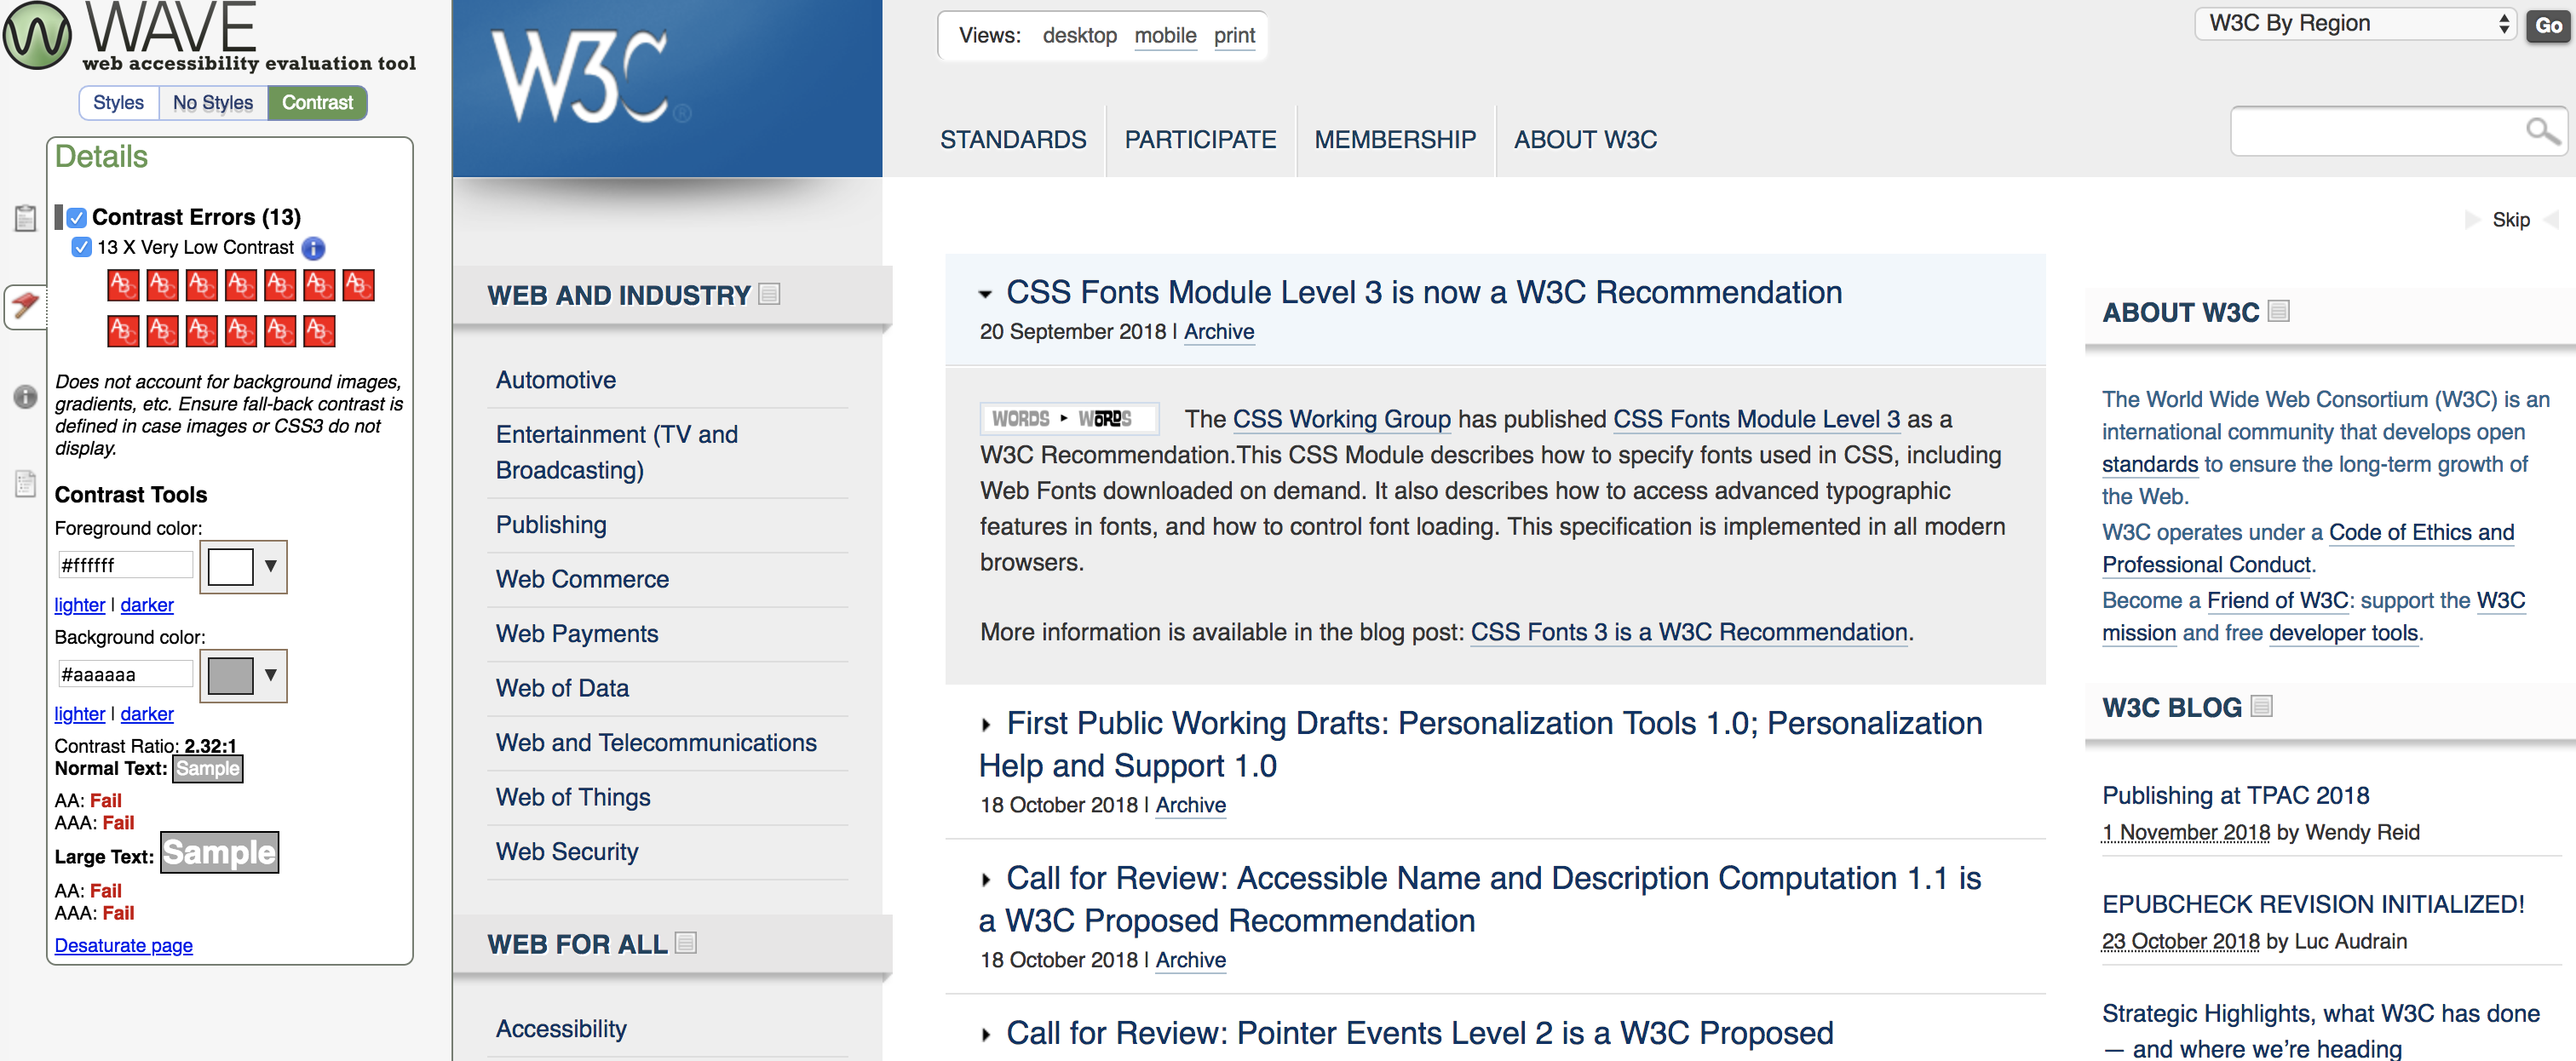 WAVE
web accessibility evaluation tool
Styles
No Styles
Contrast
Details
Contrast Errors (13)
13 X Very Low Contrast
ABC ABC ABC ABC ABC ABC ABC
ABC ABC ABC ABC ABC ABC
Does not account for background images,
gradients, etc. Ensure fall-back contrast is
defined in case images or CSS3 do not
display.
Contrast Tools
Foreground color:
#ffffff
lighter | darker
Background color:
#aaaaaa
lighter | darker
Contrast Ratio: 2.32:1
Normal Text: Sample
AA: Fail
AAA: Fail
Large Text: Sample
AA: Fail
AAA: Fail
Desaturate page
W3C®
WEB AND INDUSTRY
Automotive
Entertainment (TV and
Broadcasting)
Publishing
Web Commerce
Web Payments
Web of Data
Web and Telecommunications
Web of Things
Web Security
WEB FOR ALL
Accessibility
Views: desktop mobile print
W3C By Region
Go
STANDARDS
PARTICIPATE
MEMBERSHIP
ABOUT W3C
Skip
CSS Fonts Module Level 3 is now a W3C Recommendation
20 September 2018 | Archive
WORDS ▸ WORDS
The CSS Working Group has published CSS Fonts Module Level 3 as a
W3C Recommendation.This CSS Module describes how to specify fonts used in CSS, including
Web Fonts downloaded on demand. It also describes how to access advanced typographic
features in fonts, and how to control font loading. This specification is implemented in all modern
browsers.
More information is available in the blog post: CSS Fonts 3 is a W3C Recommendation.
First Public Working Drafts: Personalization Tools 1.0; Personalization
Help and Support 1.0
18 October 2018 | Archive
Call for Review: Accessible Name and Description Computation 1.1 is
a W3C Proposed Recommendation
18 October 2018 | Archive
Call for Review: Pointer Events Level 2 is a W3C Proposed
ABOUT W3C
The World Wide Web Consortium (W3C) is an
international community that develops open
standards to ensure the long-term growth of
the Web.
W3C operates under a Code of Ethics and
Professional Conduct.
Become a Friend of W3C: support the W3C
mission and free developer tools.
W3C BLOG
Publishing at TPAC 2018
1 November 2018 by Wendy Reid
EPUBCHECK REVISION INITIALIZED!
23 October 2018 by Luc Audrain
Strategic Highlights, what W3C has done
— and where we're heading